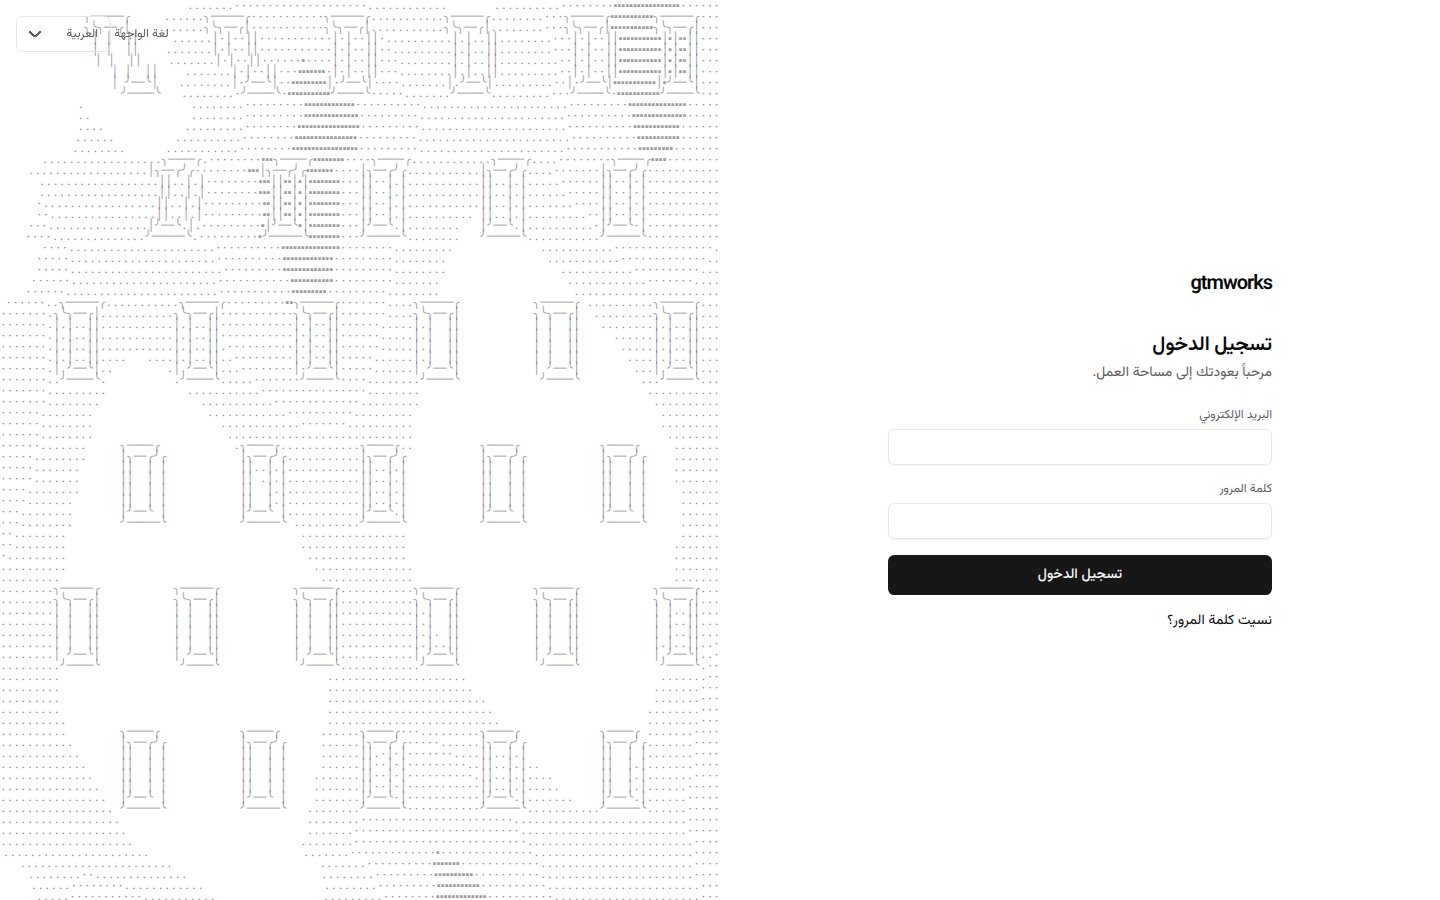 لغة الواجهة العربية
gtmworks
تسجيل الدخول
مرحباً بعودتك إلى مساحة العمل.
البريد الإلكتروني
كلمة المرور
تسجيل الدخول
نسيت كلمة المرور؟